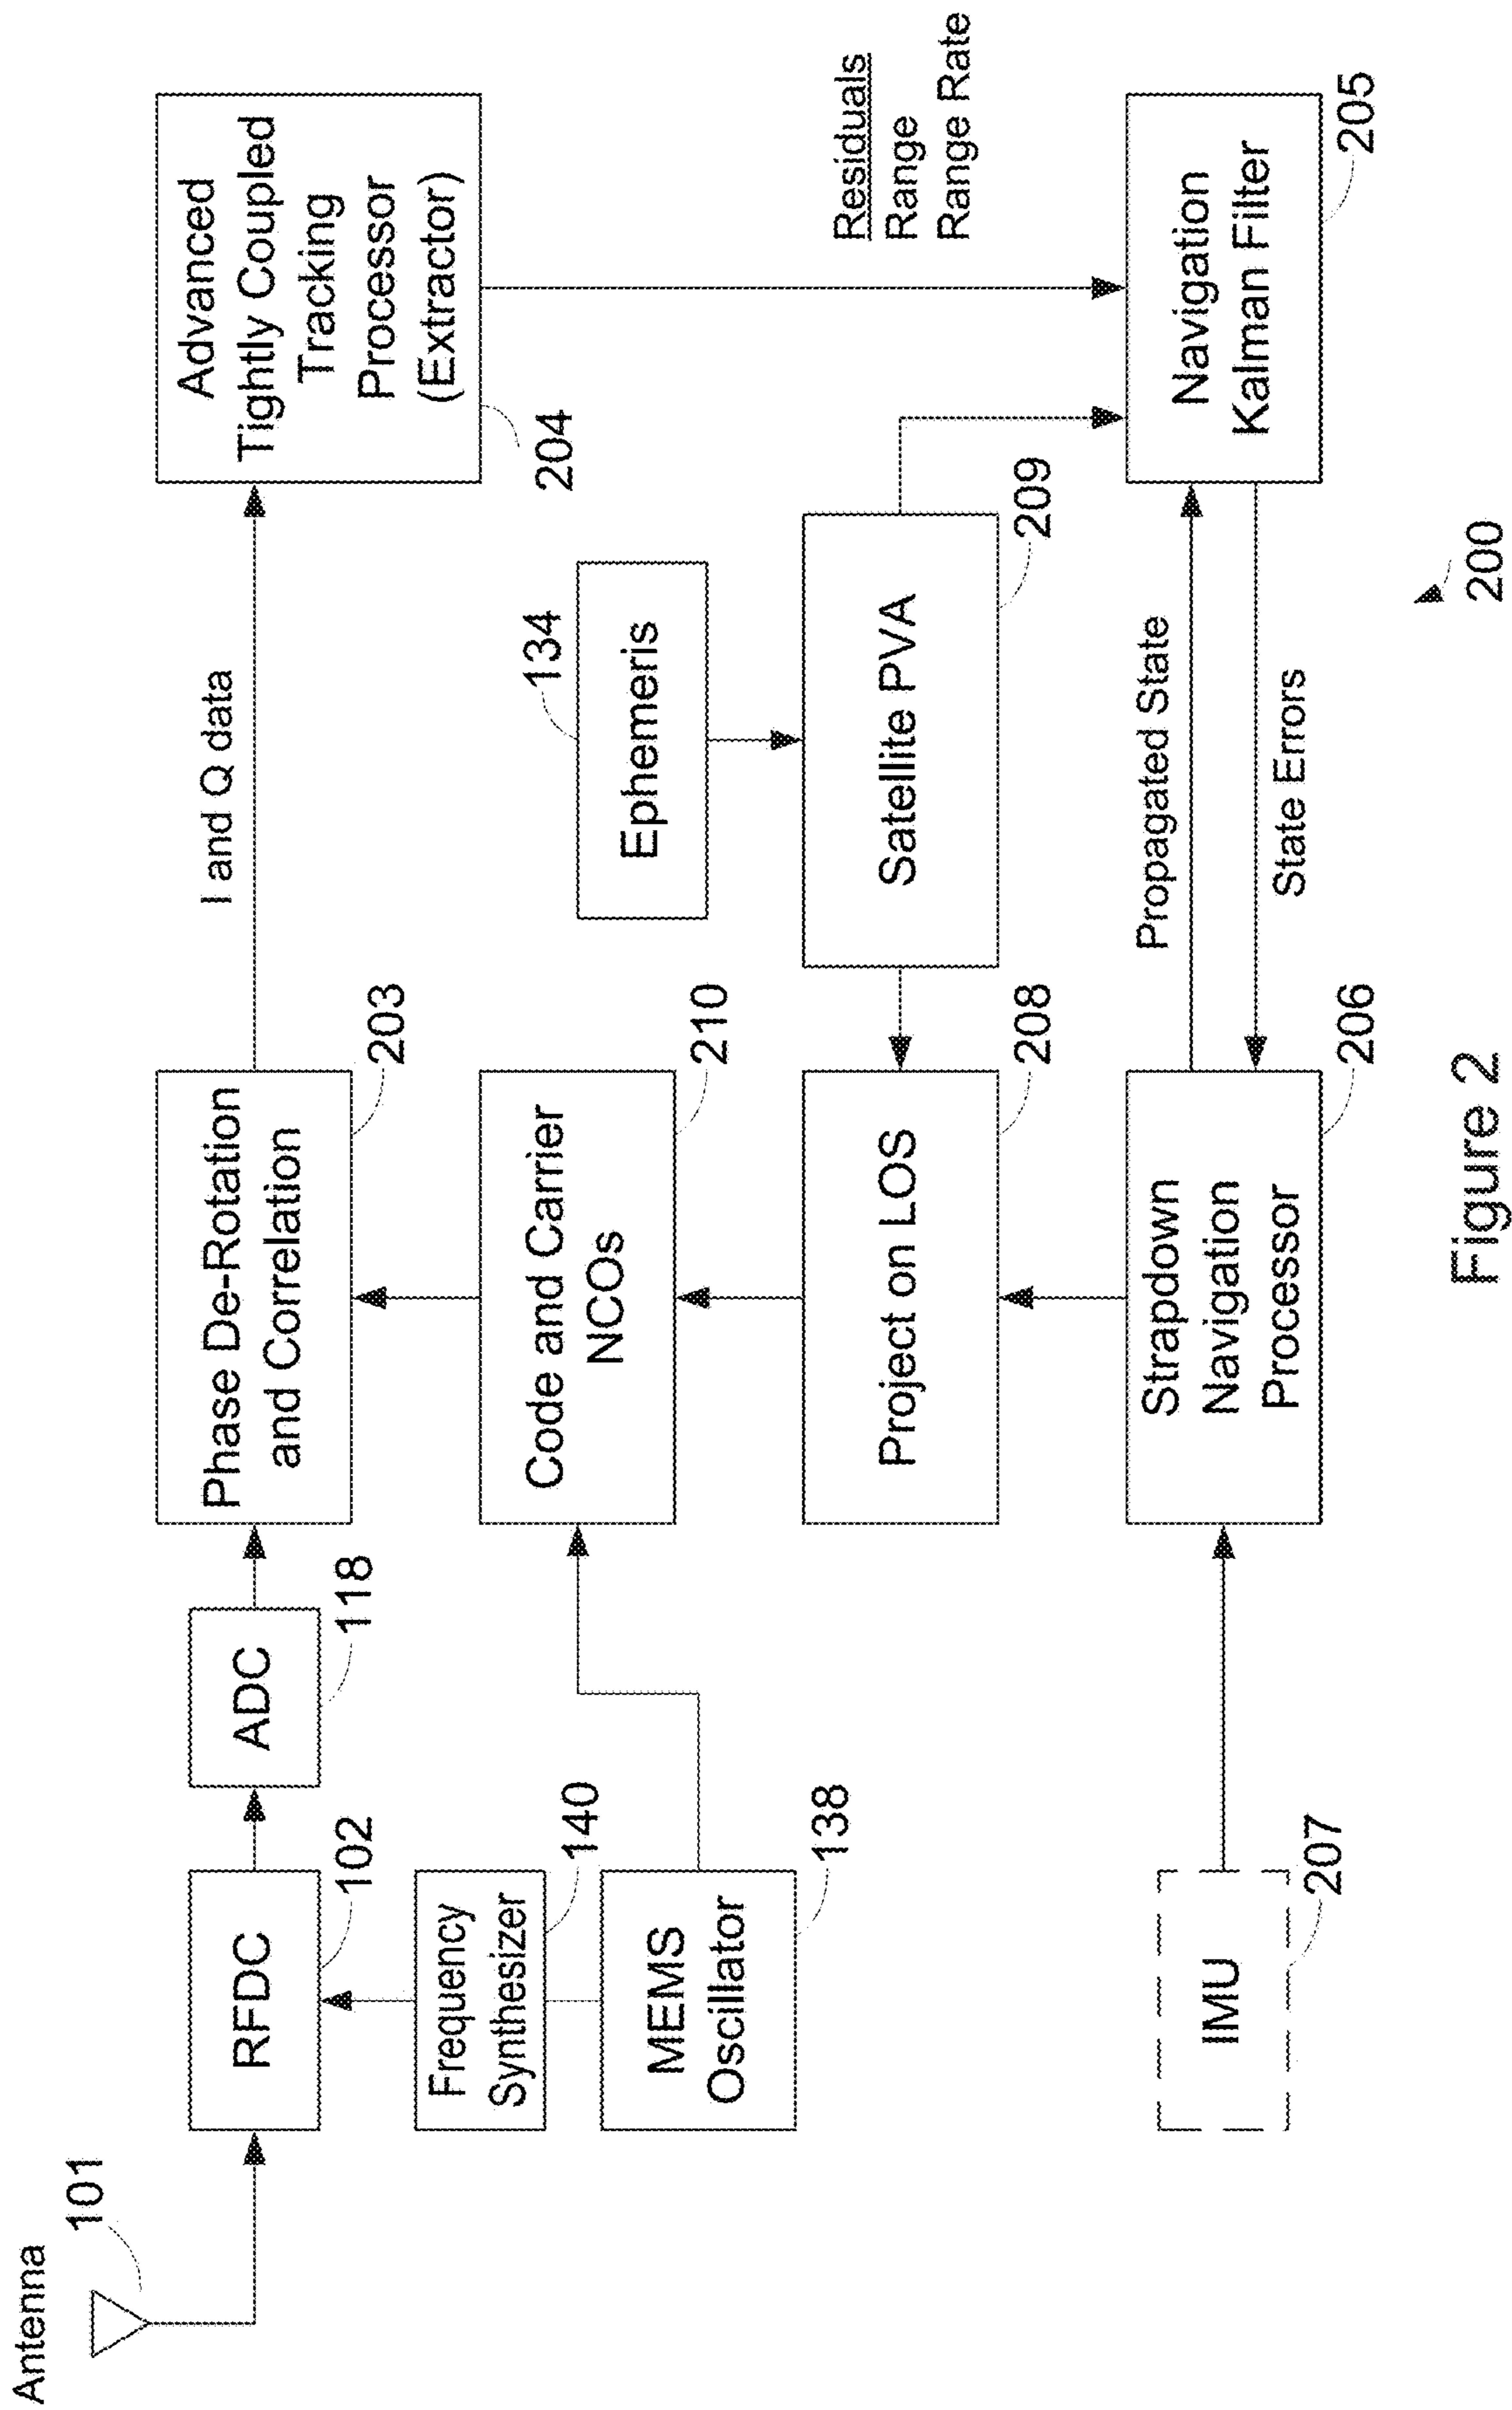 Antenna
101
RFDC
102
ADC
118
Phase De-Rotation
and Correlation
203
I and Q data
Advanced
Tightly Coupled
Tracking
Processor
(Extractor)
204
Frequency
Synthesizer
140
MEMS
Oscillator
138
Code and Carrier
NCOs
210
Ephemeris
134
Project on LOS
208
Satellite PVA
209
Residuals
Range
Range Rate
IMU
207
Strapdown
Navigation
Processor
206
Propagated State
State Errors
Navigation
Kalman Filter
205
200
Figure 2